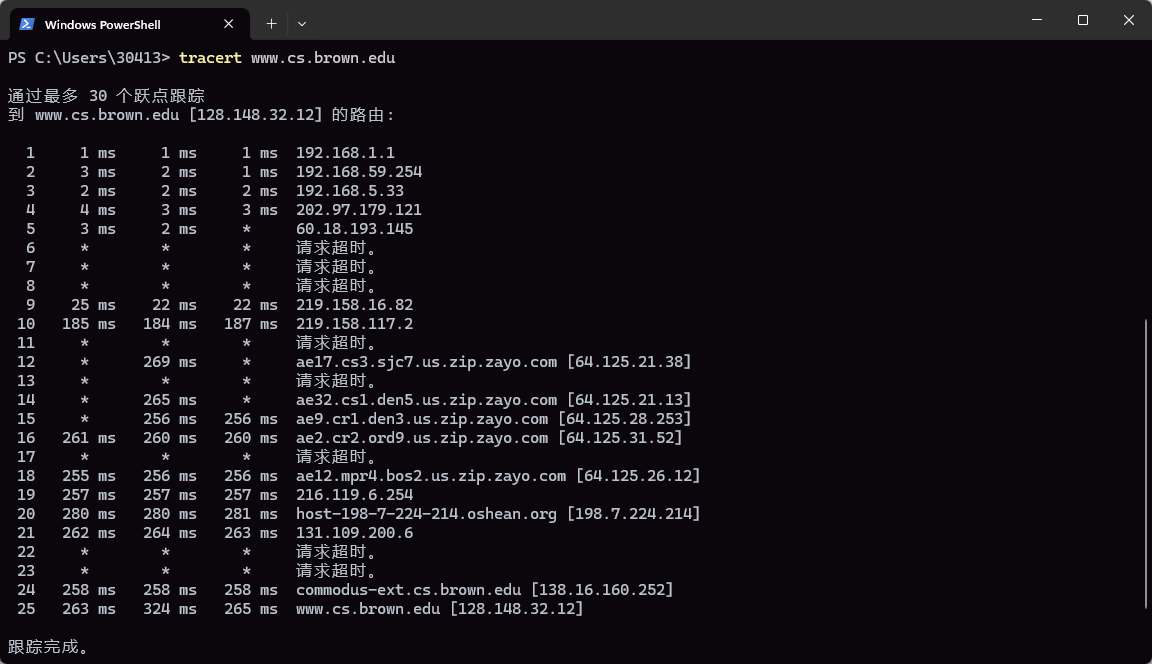 Windows PowerShell
PS C:\Users\30413> tracert www.cs.brown.edu
通过最多 30 个跃点跟踪
到 www.cs.brown.edu [128.148.32.12] 的路由:
1 1 ms 1 ms 1 ms 192.168.1.1
2 3 ms 2 ms 1 ms 192.168.59.254
3 2 ms 2 ms 2 ms 192.168.5.33
4 4 ms 3 ms 3 ms 202.97.179.121
5 3 ms 2 ms * 60.18.193.145
6 * * * 请求超时。
7 * * * 请求超时。
8 * * * 请求超时。
9 25 ms 22 ms 22 ms 219.158.16.82
10 185 ms 184 ms 187 ms 219.158.117.2
11 * * * 请求超时。
12 * 269 ms * ae17.cs3.sjc7.us.zip.zayo.com [64.125.21.38]
13 * * * 请求超时。
14 * 265 ms * ae32.cs1.den5.us.zip.zayo.com [64.125.21.13]
15 * 256 ms 256 ms ae9.cr1.den3.us.zip.zayo.com [64.125.28.253]
16 261 ms 260 ms 260 ms ae2.cr2.ord9.us.zip.zayo.com [64.125.31.52]
17 * * * 请求超时。
18 255 ms 256 ms 256 ms ae12.mpr4.bos2.us.zip.zayo.com [64.125.26.12]
19 257 ms 257 ms 257 ms 216.119.6.254
20 280 ms 280 ms 281 ms host-198-7-224-214.oshean.org [198.7.224.214]
21 262 ms 264 ms 263 ms 131.109.200.6
22 * * * 请求超时。
23 * * * 请求超时。
24 258 ms 258 ms 258 ms commodus-ext.cs.brown.edu [138.16.160.252]
25 263 ms 324 ms 265 ms www.cs.brown.edu [128.148.32.12]
跟踪完成。